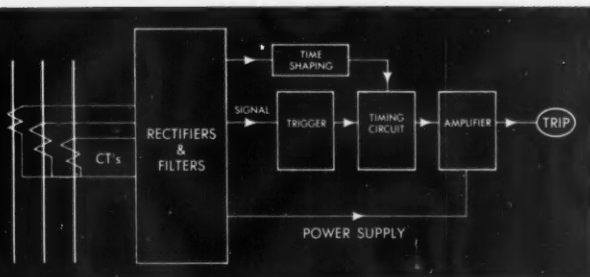 TIME
SHAPING
SIGNAL
RECTIFIERS
&
FILTERS
TRIGGER
TIMING
CIRCUIT
AMPLIFIER
TRIP
CT's
POWER SUPPLY